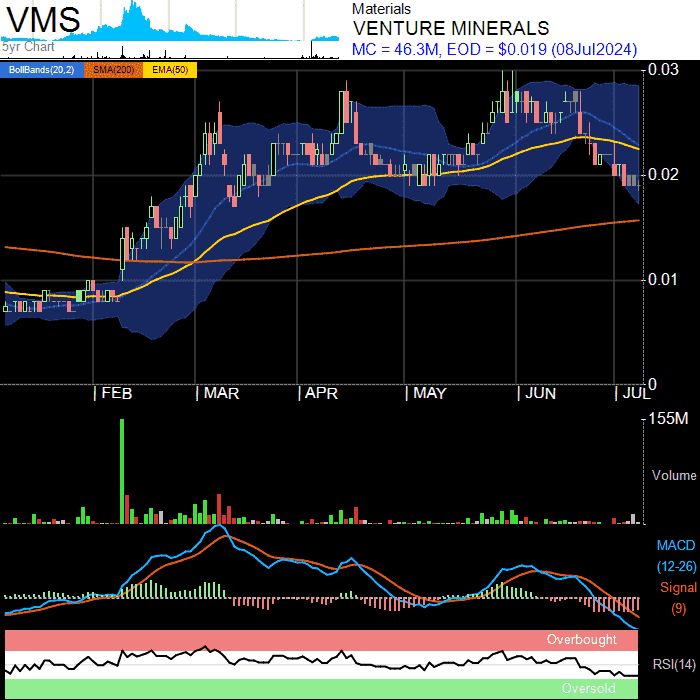 VMS
5yr Chart
Materials
VENTURE MINERALS
MC = 46.3M, EOD = $0.019 (08Jul2024)
BollBands(20,2) SMA(200) EMA(50)
0.03
0.02
0.01
0
FEB MAR APR MAY JUN JUL
155M
Volume
MACD
(12-26)
Signal
(9)
Overbought
RSI(14)
Oversold